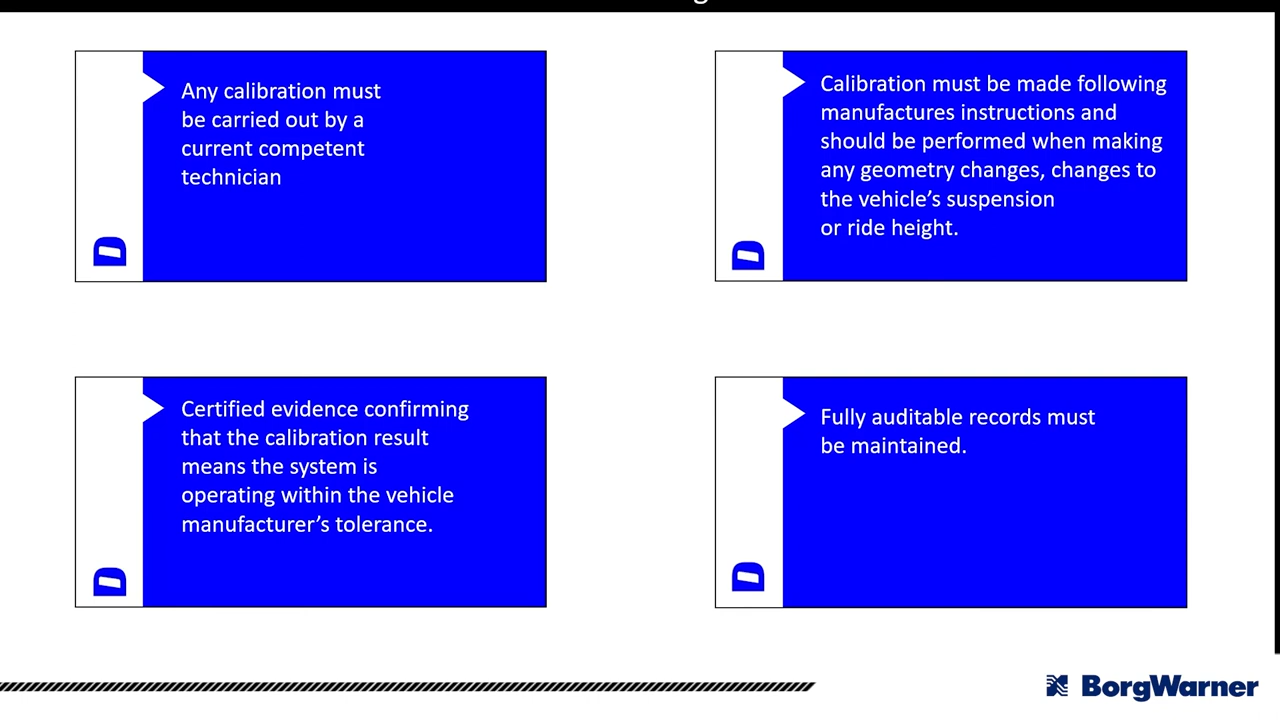 Any calibration must
be carried out by a
current competent
technician
D
Calibration must be made following
manufactures instructions and
should be performed when making
any geometry changes, changes to
the vehicle’s suspension
or ride height.
D
Certified evidence confirming
that the calibration result
means the system is
operating within the vehicle
manufacturer’s tolerance.
D
Fully auditable records must
be maintained.
D
BorgWarner